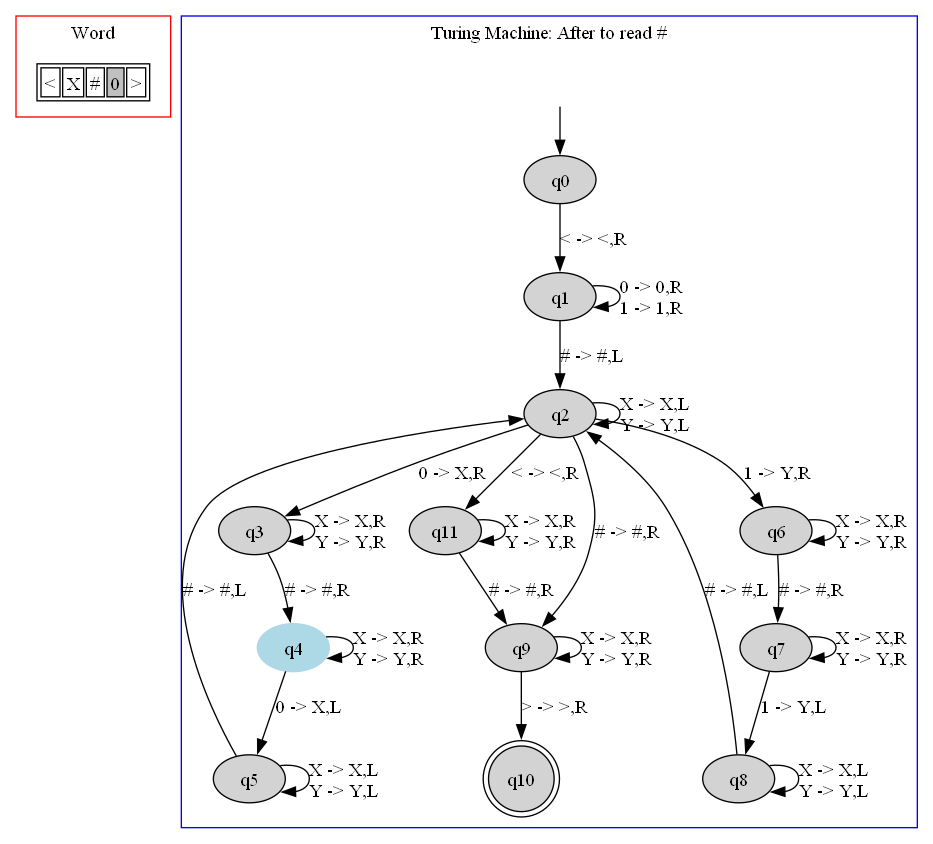 Word
< X # 0 >
Turing Machine: After to read #
q0
< -> <,R
q1
0 -> 0,R
1 -> 1,R
# -> #,L
q2
X -> X,L
Y -> Y,L
0 -> X,R
< -> <,R
# -> #,R
1 -> Y,R
q3
X -> X,R
Y -> Y,R
q11
X -> X,R
Y -> Y,R
q6
X -> X,R
Y -> Y,R
# -> #,L
# -> #,R
# -> #,R
# -> #,L
# -> #,R
q4
X -> X,R
Y -> Y,R
q9
X -> X,R
Y -> Y,R
q7
X -> X,R
Y -> Y,R
0 -> X,L
> -> >,R
1 -> Y,L
q5
X -> X,L
Y -> Y,L
q10
q8
X -> X,L
Y -> Y,L